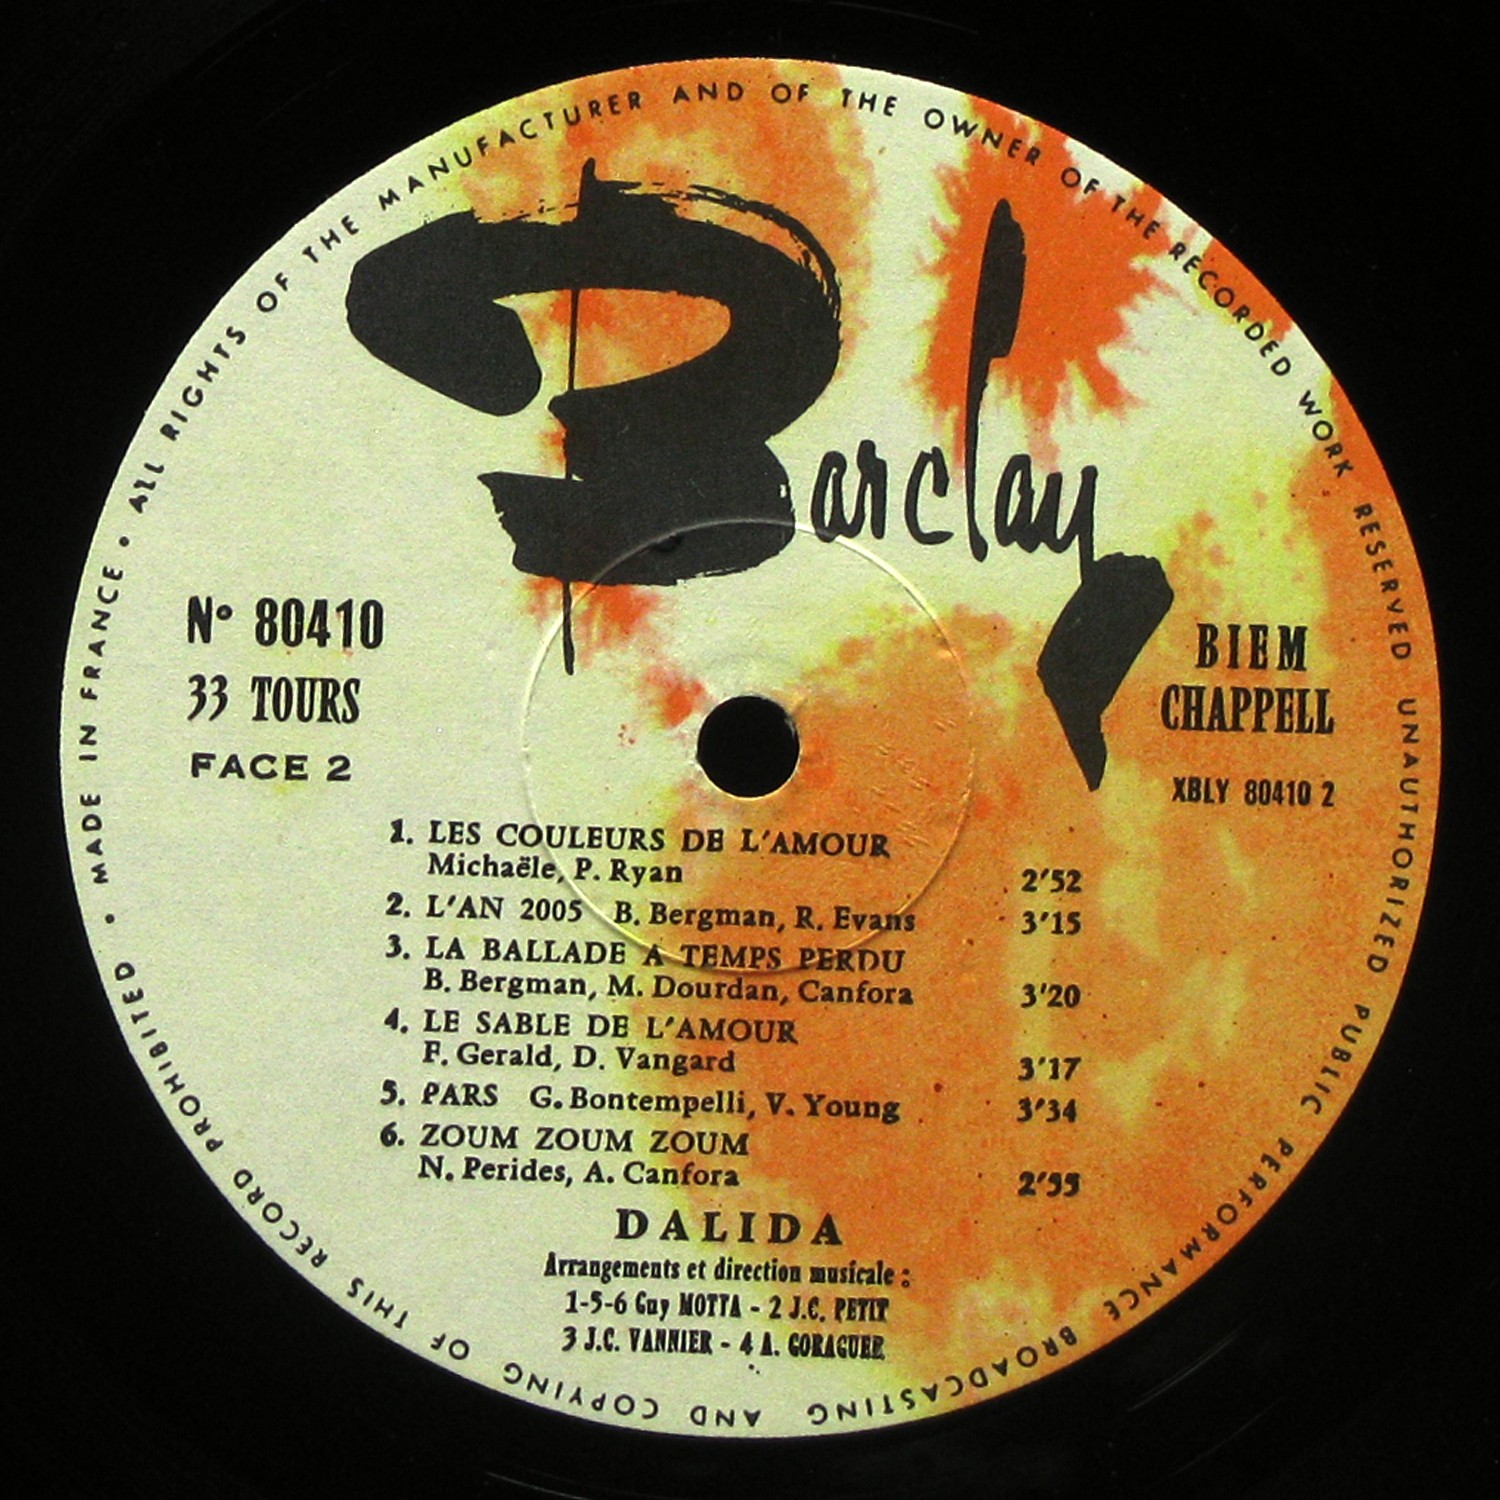 ALL RIGHTS OF THE MANUFACTURER AND OF THE OWNER OF THE RECORDED WORK RESERVED UNAUTHORIZED PUBLIC PERFORMANCE BROADCASTING AND COPYING OF THIS RECORD PROHIBITED • MADE IN FRANCE •
Barclay
N° 80410
33 TOURS
FACE 2
BIEM
CHAPPELL
XBLY 80410 2
1. LES COULEURS DE L'AMOUR
Michaële, P. Ryan 2'52
2. L'AN 2005 B. Bergman, R. Evans 3'15
3. LA BALLADE A TEMPS PERDU
B. Bergman, M. Dourdan, Canfora 3'20
4. LE SABLE DE L'AMOUR
F. Gerald, D. Vangard 3'17
5. PARS G. Bontempelli, V. Young 3'34
6. ZOUM ZOUM ZOUM
N. Perides, A. Canfora 2'55
DALIDA
Arrangements et direction musicale :
1-5-6 Guy MOTTA - 2 J.C. PETIT
3 J.C. VANNIER - 4 A. GORAGUER